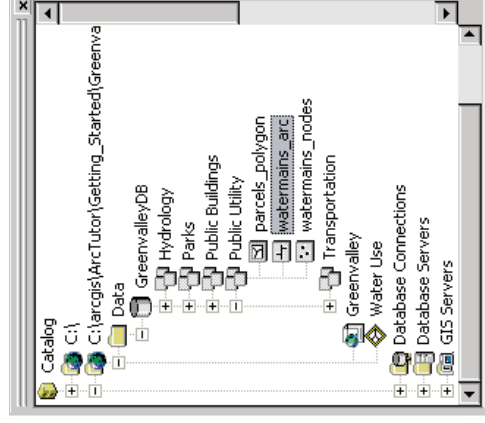 Catalog
C:\
C:\arcgis\ArcTutor\Getting_Started\Greenva
Data
GreenvalleyDB
Hydrology
Parks
Public Buildings
Public Utility
parcels_polygon
watermains_arc
watermains_nodes
Transportation
Greenvalley
Water Use
Database Connections
Database Servers
GIS Servers